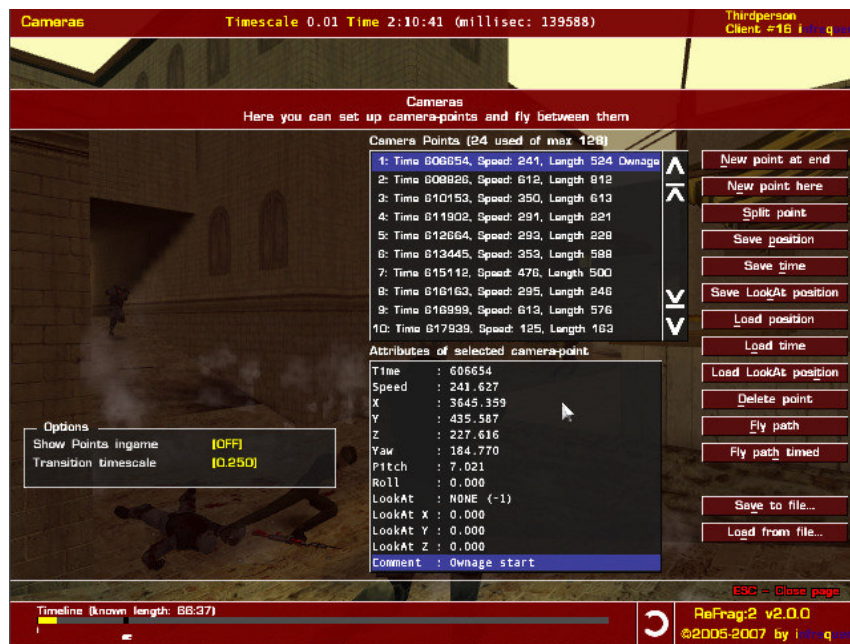 Cameras
Timescale 0.01 Time 2:10:41 (millisec: 139588)
Thirdperson
Client #16
Cameras
Here you can set up camera-points and fly between them
Camera Points (24 used of max 128)
1: Time 606654, Speed: 241, Length 524 Ownage
2: Time 608826, Speed: 612, Length 812
3: Time 610153, Speed: 350, Length 613
4: Time 611902, Speed: 291, Length 221
5: Time 612664, Speed: 293, Length 228
6: Time 613445, Speed: 353, Length 588
7: Time 615112, Speed: 476, Length 500
8: Time 616163, Speed: 295, Length 246
9: Time 616999, Speed: 613, Length 576
10: Time 617939, Speed: 125, Length 163
New point at end
New point here
Split point
Save position
Save time
Save LookAt position
Load position
Load time
Load LookAt position
Delete point
Fly path
Fly path timed
Save to file...
Load from file...
Attributes of selected camera-point
Time : 606654
Speed : 241.627
X : 3645.359
Y : 435.587
Z : 227.616
Yaw : 184.770
Pitch : 7.021
Roll : 0.000
LookAt : NONE (-1)
LookAt X : 0.000
LookAt Y : 0.000
LookAt Z : 0.000
Comment : Ownage start
Options
Show Points ingame [OFF]
Transition timescale [0.250]
ESC - Close page
Timeline (known length: 66:37)
ReFrag:2 v2.0.0
©2005-2007 by